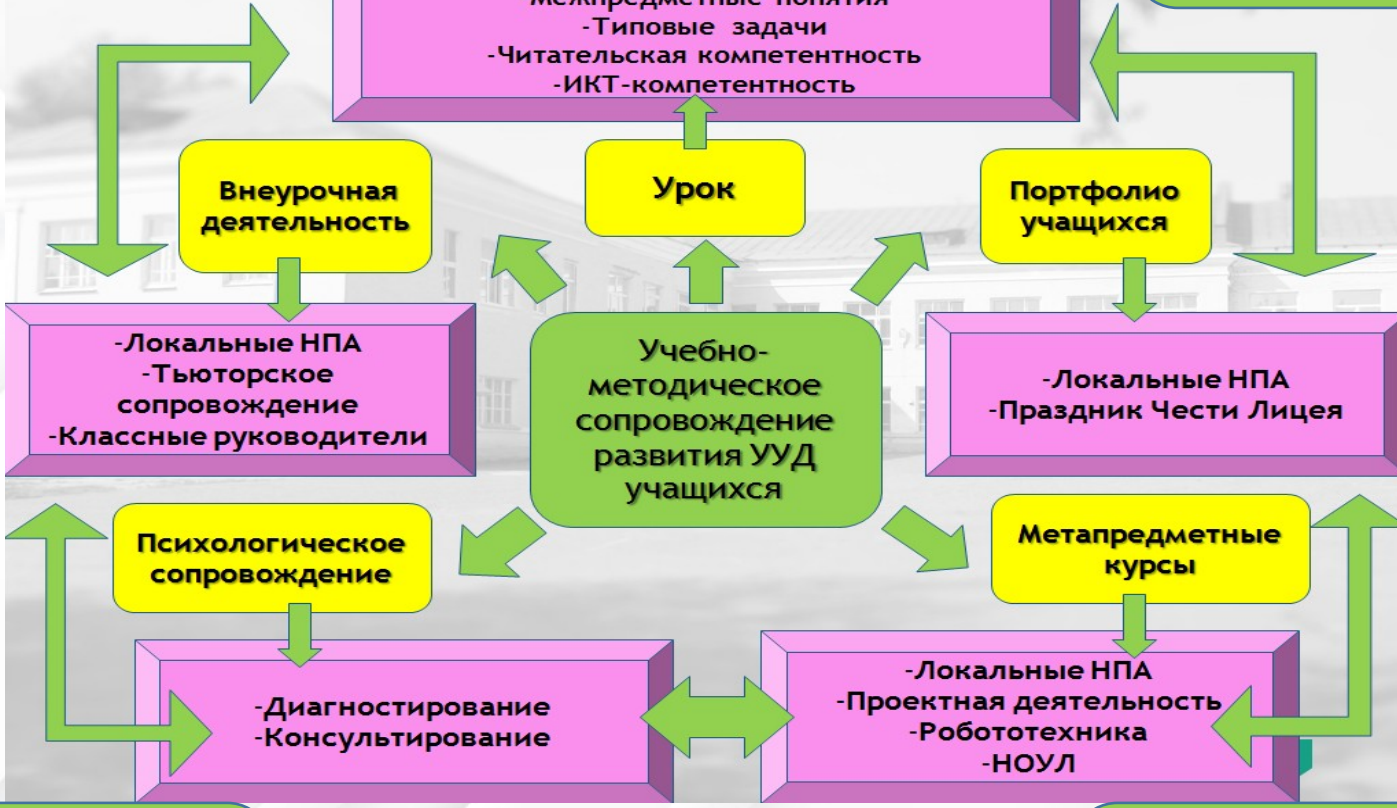 -Типовые задачи
-Читательская компетентность
-ИКТ-компетентность
Внеурочная
деятельность
Урок
Портфолио
учащихся
-Локальные НПА
-Тьюторское
сопровождение
-Классные руководители
Учебно-
методическое
сопровождение
развития УУД
учащихся
-Локальные НПА
-Праздник Чести Лицея
Психологическое
сопровождение
Метапредметные
курсы
-Диагностирование
-Консультирование
-Локальные НПА
-Проектная деятельность
-Робототехника
-НОУЛ